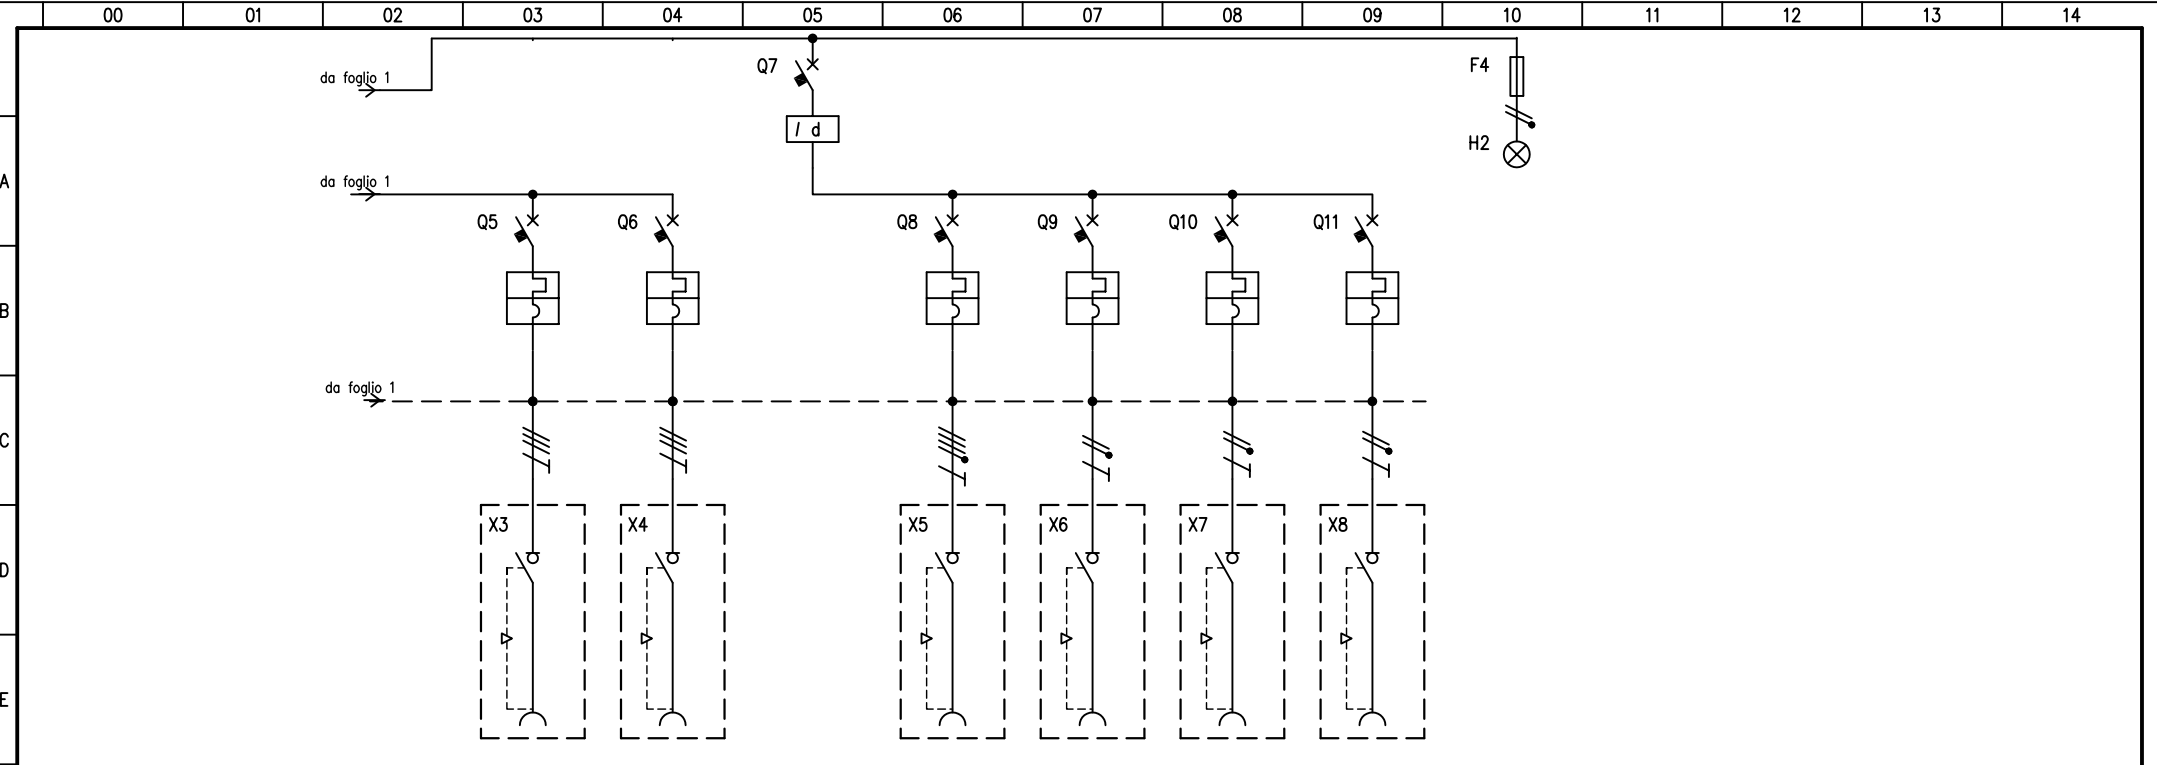 00 01 02 03 04 05 06 07 08 09 10 11 12 13 14
da foglio 1
Q7
F4
I d
H2
A
da foglio 1
Q5 Q6 Q8 Q9 Q10 Q11
B
da foglio 1
C
X3 X4 X5 X6 X7 X8
D
E